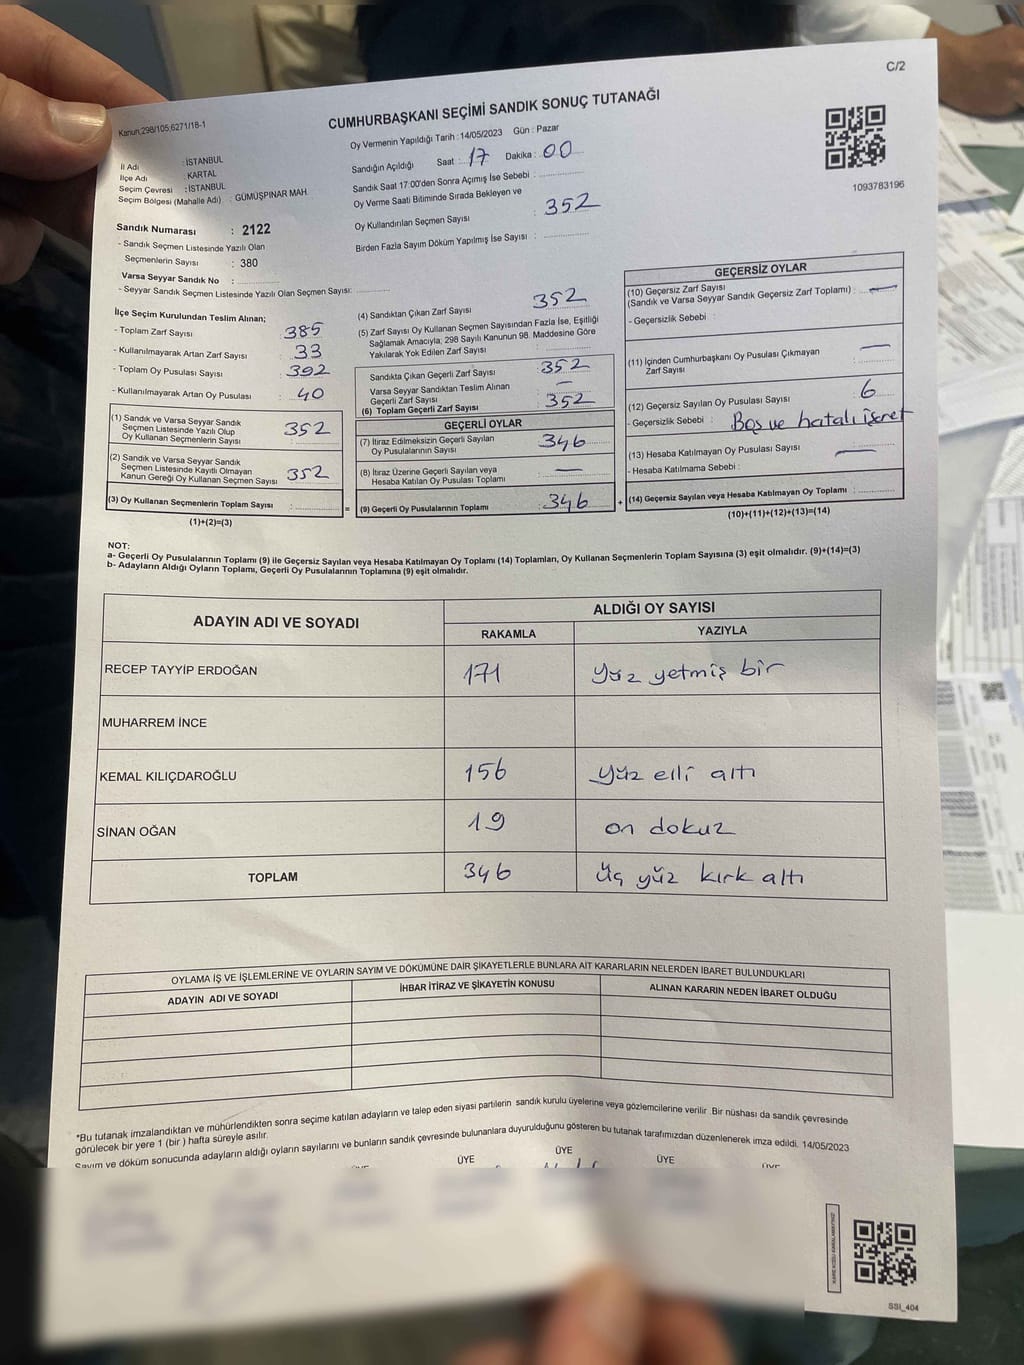 C/2
Kanun:298/105,6271/18-1
CUMHURBAŞKANI SEÇİMİ SANDIK SONUÇ TUTANAĞI
İl Adı : İSTANBUL
İlçe Adı : KARTAL
Seçim Çevresi : İSTANBUL
Seçim Bölgesi (Mahalle Adı) : GÜMÜŞPINAR MAH.
Oy Vermenin Yapıldığı Tarih : 14/05/2023 Gün : Pazar
Sandığın Açıldığı Saat : 17 Dakika : 00
Sandık Saat 17:00'den Sonra Açımış İse Sebebi :
Oy Verme Saati Bitiminde Sırada Bekleyen ve
Oy Kullandırılan Seçmen Sayısı : 352
Birden Fazla Sayım Döküm Yapılmış İse Sayısı :
1093783196
Sandık Numarası : 2122
- Sandık Seçmen Listesinde Yazılı Olan
Seçmenlerin Sayısı : 380
Varsa Seyyar Sandık No :
- Seyyar Sandık Seçmen Listesinde Yazılı Olan Seçmen Sayısı:
İlçe Seçim Kurulundan Teslim Alınan;
- Toplam Zarf Sayısı : 385
- Kullanılmayarak Artan Zarf Sayısı : 33
- Toplam Oy Pusulası Sayısı : 392
- Kullanılmayarak Artan Oy Pusulası : 40
(1) Sandık ve Varsa Seyyar Sandık
Seçmen Listesinde Yazılı Olup
Oy Kullanan Seçmenlerin Sayısı : 352
(2) Sandık ve Varsa Seyyar Sandık
Seçmen Listesinde Kayıtlı Olmayan
Kanun Gereği Oy Kullanan Seçmen Sayısı : 352
(3) Oy Kullanan Seçmenlerin Toplam Sayısı : =
(1)+(2)=(3)
(4) Sandıktan Çıkan Zarf Sayısı : 352
(5) Zarf Sayısı Oy Kullanan Seçmen Sayısından Fazla İse, Eşitliği
Sağlamak Amacıyla; 298 Sayılı Kanunun 98. Maddesine Göre
Yakılarak Yok Edilen Zarf Sayısı :
Sandıkta Çıkan Geçerli Zarf Sayısı : 352
Varsa Seyyar Sandıktan Teslim Alınan
Geçerli Zarf Sayısı : —
(6) Toplam Geçerli Zarf Sayısı : 352
GEÇERLİ OYLAR
(7) İtiraz Edilmeksizin Geçerli Sayılan
Oy Pusulasının Sayısı : 346
(8) İtiraz Üzerine Geçerli Sayılan veya
Hesaba Katılan Oy Pusulası Toplamı : —
(9) Geçerli Oy Pusulalarının Toplamı : 346 +
GEÇERSİZ OYLAR
(10) Geçersiz Zarf Sayısı
(Sandık ve Varsa Seyyar Sandık Geçersiz Zarf Toplamı) : —
- Geçersizlik Sebebi :
(11) İçinden Cumhurbaşkanı Oy Pusulası Çıkmayan
Zarf Sayısı : —
(12) Geçersiz Sayılan Oy Pusulası Sayısı : 6
- Geçersizlik Sebebi : Boş ve hatalı işaret
(13) Hesaba Katılmayan Oy Pusulası Sayısı : —
- Hesaba Katılmama Sebebi :
(14) Geçersiz Sayılan veya Hesaba Katılmayan Oy Toplamı :
(10)+(11)+(12)+(13)=(14)
NOT:
a- Geçerli Oy Pusulalarının Toplamı (9) ile Geçersiz Sayılan veya Hesaba Katılmayan Oy Toplamı (14) Toplamları, Oy Kullanan Seçmenlerin Toplam Sayısına (3) eşit olmalıdır. (9)+(14)=(3)
b- Adayların Aldığı Oyların Toplamı, Geçerli Oy Pusulalarının Toplamına (9) eşit olmalıdır.
ADAYIN ADI VE SOYADI
ALDIĞI OY SAYISI
RAKAMLA YAZIYLA
RECEP TAYYİP ERDOĞAN 171 Yüz yetmiş bir
MUHARREM İNCE
KEMAL KILIÇDAROĞLU 156 yüz elli altı
SİNAN OĞAN 19 on dokuz
TOPLAM 346 Üç yüz kırk altı
OYLAMA İŞ VE İŞLEMLERİNE VE OYLARIN SAYIM VE DÖKÜMÜNE DAİR ŞİKAYETLERLE BUNLARA AİT KARARLARIN NELERDEN İBARET BULUNDUKLARI
ADAYIN ADI VE SOYADI İHBAR İTİRAZ VE ŞİKAYETİN KONUSU ALINAN KARARIN NEDEN İBARET OLDUĞU
*Bu tutanak imzalandıktan ve mühürlendikten sonra seçime katılan adayların ve talep eden siyasi partilerin sandık kurulu üyelerine veya gözlemcilerine verilir .Bir nüshası da sandık çevresinde
görülecek bir yere 1 (bir ) hafta süreyle asılır.
Sayım ve döküm sonucunda adayların aldığı oyların sayılarını ve bunların sandık çevresinde bulunanlara duyurulduğunu gösteren bu tutanak tarafımızdan düzenlenerek imza edildi. 14/05/2023
ÜYE ÜYE ÜYE
SSI_404